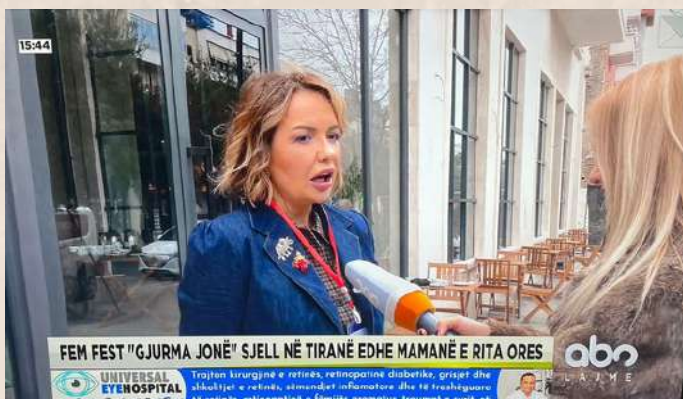 15:44
FEM FEST "GJURMA JONË" SJELL NË TIRANË EDHE MAMANË E RITA ORES
abc
LAJME
UNIVERSAL
EYEHOSPITAL
Trajton kirurgjinë e retinës, retinopatinë diabetike, grisjet dhe
shkolitjet e retinës, sëmundjet inflamatore dhe të trashëguara